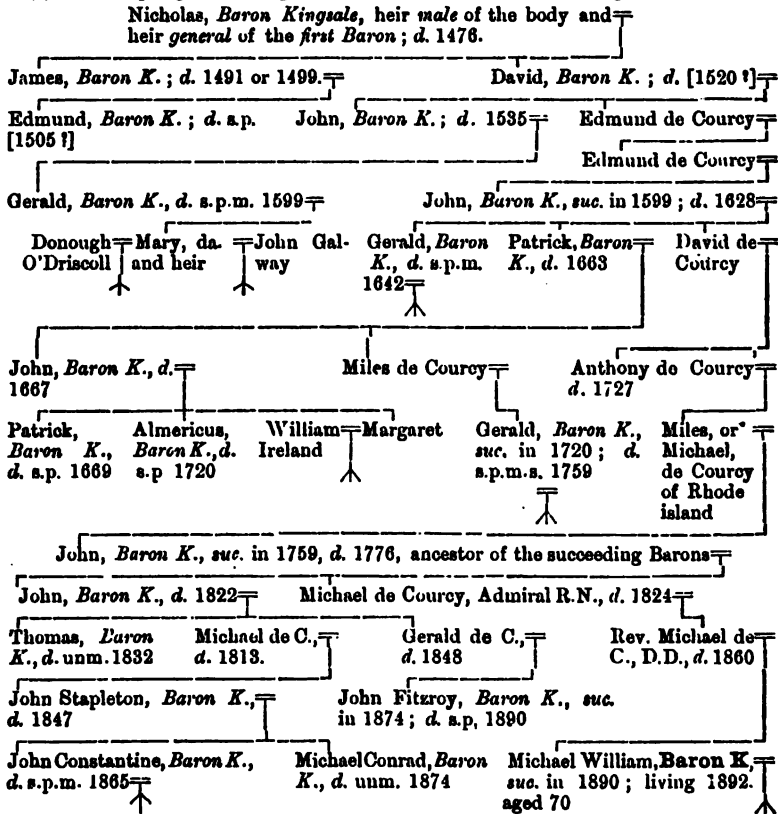 Nicholas, Baron Kingsale, heir male of the body and
heir general of the first Baron; d. 1476.
James, Baron K.; d. 1491 or 1499. David, Baron K.; d. [1520 ?]
Edmund, Baron K.; d. s.p. John, Baron K.; d. 1535 Edmund de Courcy
[1505 ?]
Edmund de Courcy
Gerald, Baron K., d. s.p.m. 1599 John, Baron K., suc. in 1599; d. 1628
Donough Mary, da. John Gal- Gerald, Baron Patrick, Baron David de
O'Driscoll and heir way K., d. s.p.m. K., d. 1663 Courcy
1642
John, Baron K., d. Miles de Courcy Anthony de Courcy
1667 d. 1727
Patrick, Almericus, William Margaret Gerald, Baron K., Miles, or
Baron K., Baron K., d. Ireland suc. in 1720; d. Michael,
d. s.p. 1669 s.p 1720 s.p.m.s. 1759 de Courcy
of Rhode
island
John, Baron K., suc. in 1759, d. 1776, ancestor of the succeeding Barons
John, Baron K., d. 1822 Michael de Courcy, Admiral R.N., d. 1824
Thomas, Baron Michael de C., Gerald de C., Rev. Michael de
K., d. unm. 1832 d. 1813. d. 1848 C., D.D., d. 1860
John Stapleton, Baron K., John Fitzroy, Baron K., suc.
d. 1847 in 1874; d. s.p, 1890
John Constantine, Baron K., Michael Conrad, Baron Michael William, Baron K,
d. s.p.m. 1865 K., d. unm. 1874 suc. in 1890; living 1892.
aged 70